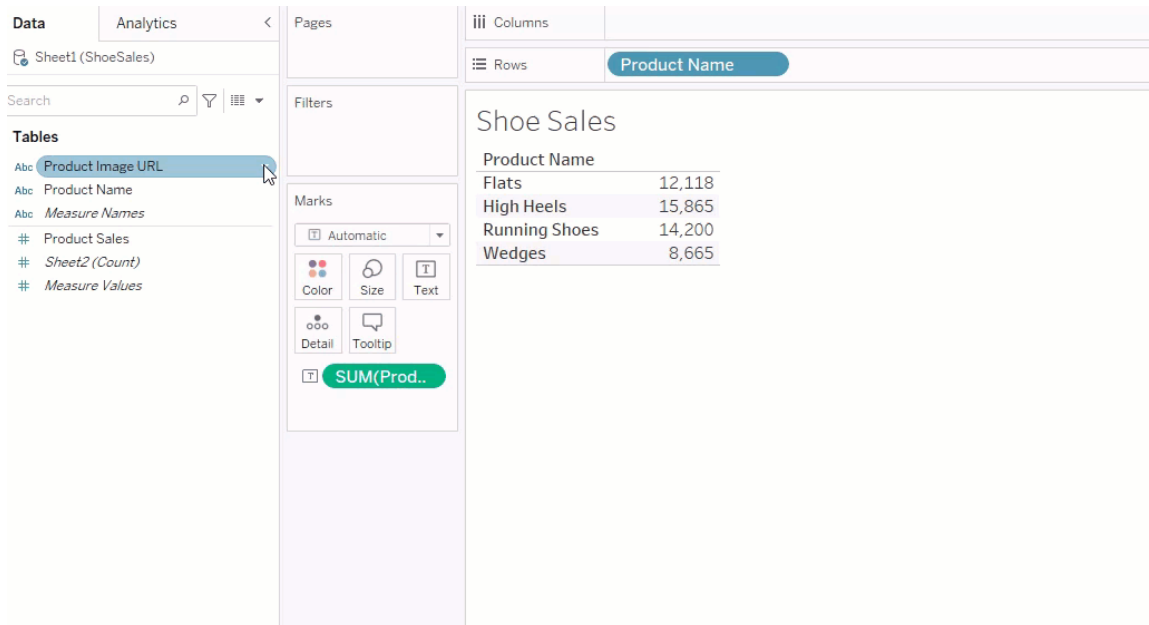 Data Analytics <
Sheet1 (ShoeSales)
Search
Tables
Abc Product Image URL
Abc Product Name
Abc Measure Names
# Product Sales
# Sheet2 (Count)
# Measure Values
Pages
Filters
Marks
T Automatic
Color Size T Text
Detail Tooltip
T SUM(Prod..
iii Columns
Rows Product Name
Shoe Sales
Product Name
Flats 12,118
High Heels 15,865
Running Shoes 14,200
Wedges 8,665